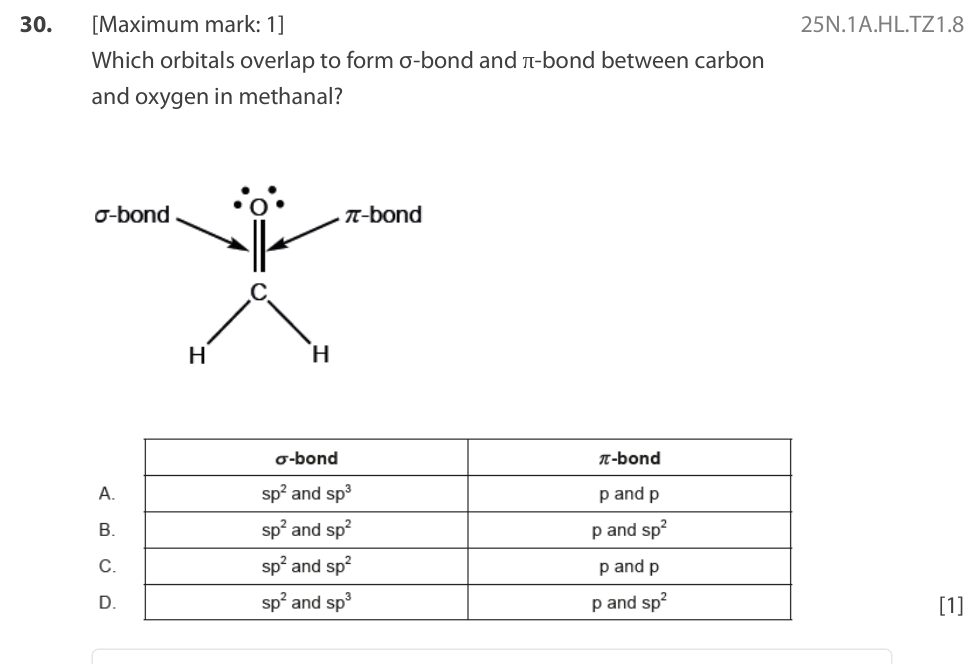 30. [Maximum mark: 1] 25N.1A.HL.TZ1.8
Which orbitals overlap to form σ-bond and π-bond between carbon
and oxygen in methanal?
σ-bond O π-bond
C
H H
σ-bond π-bond
A. sp² and sp³ p and p
B. sp² and sp² p and sp²
C. sp² and sp² p and p
D. sp² and sp³ p and sp²
[1]